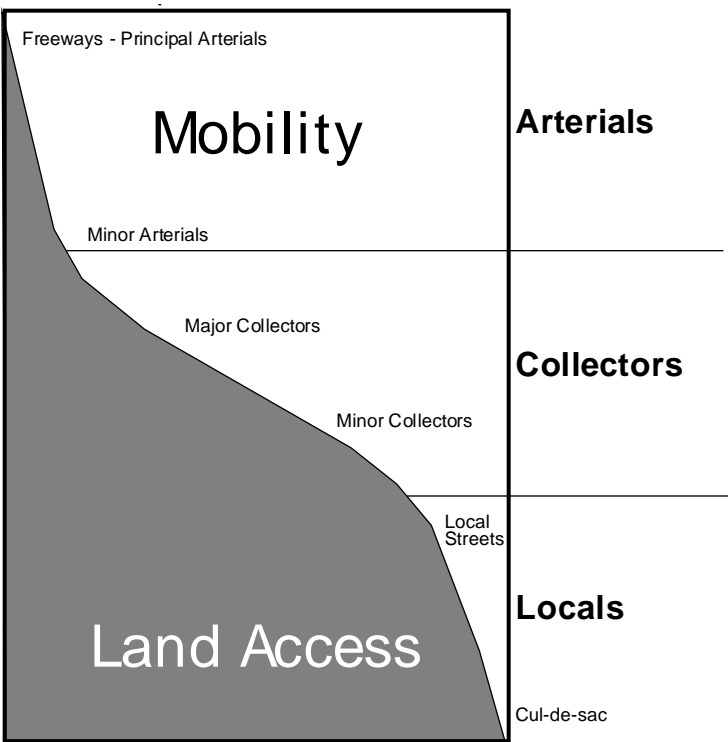 Freeways - Principal Arterials
Mobility
Arterials
Minor Arterials
Major Collectors
Collectors
Minor Collectors
Local
Streets
Locals
Land Access
Cul-de-sac